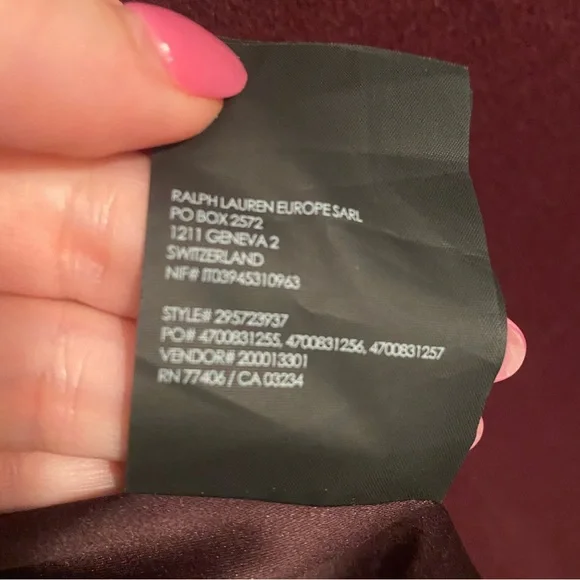 RALPH LAUREN EUROPE SARL
PO BOX 2572
1211 GENEVA 2
SWITZERLAND
NIF# IT03945310963
STYLE# 295723937
PO# 4700831255, 4700831256, 4700831257
VENDOR# 200013301
RN 77406 / CA 03234